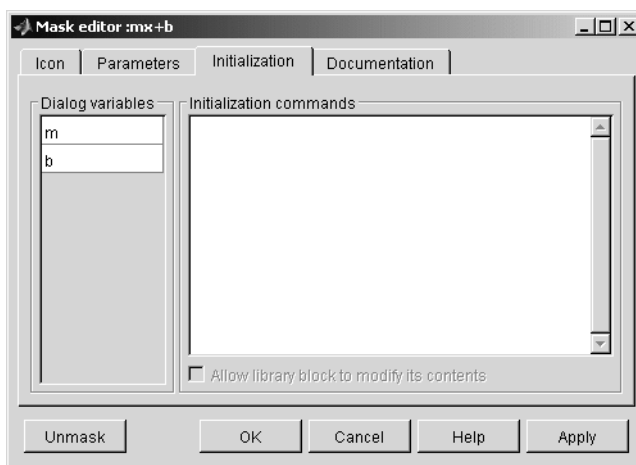 Mask editor :mx+b
Icon Parameters Initialization Documentation
Dialog variables Initialization commands
m
b
Allow library block to modify its contents
Unmask OK Cancel Help Apply